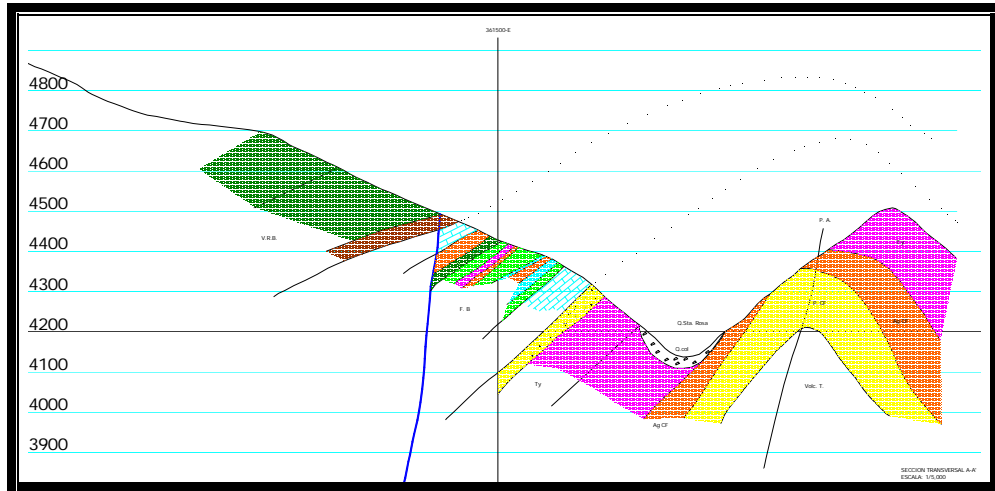 361500-E
4800
4700
4600
4500
4400
4300
4200
4100
4000
3900
V.R.B.
F. B
Ty
Ag CF
Q.Sta. Rosa
Q.col
P. A.
P. CF
Volc. T.
SECCION TRANSVERSAL A-A'
ESCALA: 1/5,000